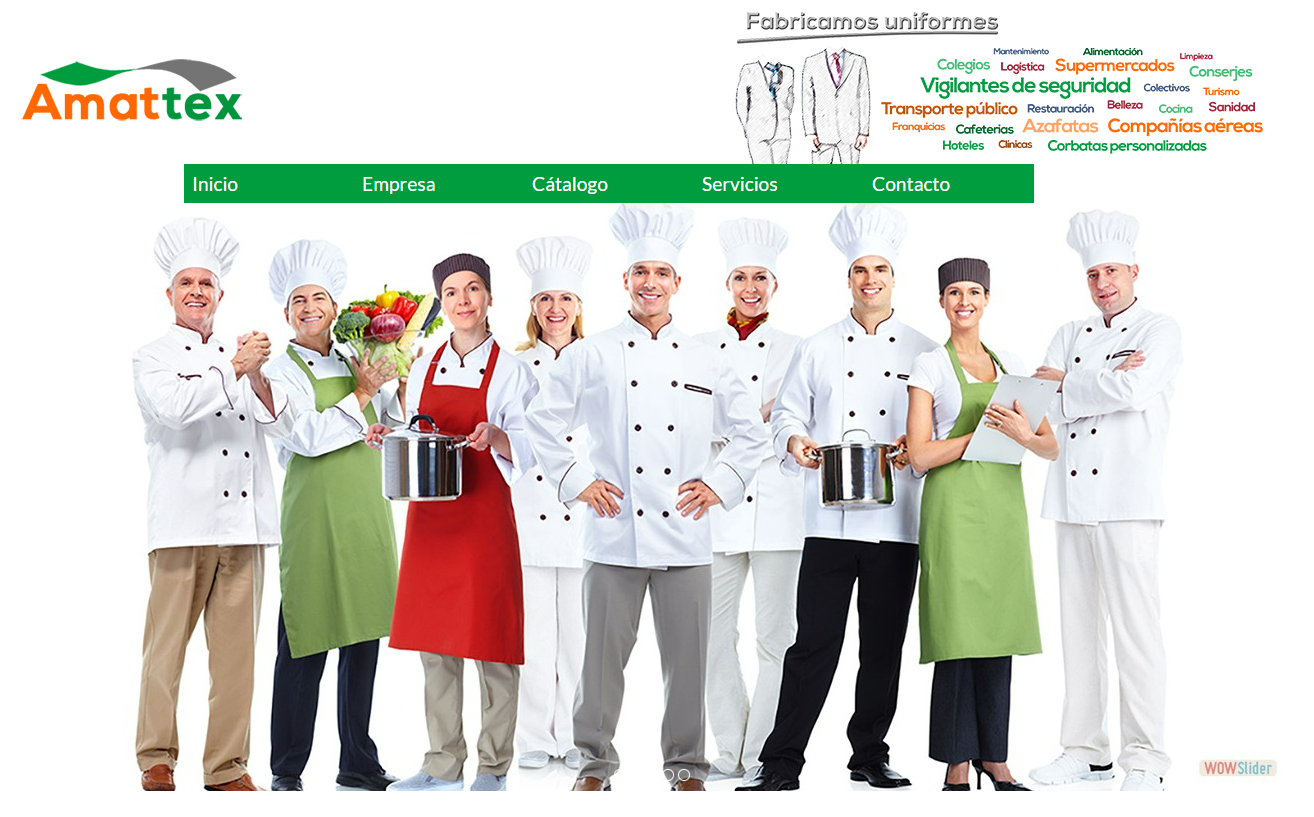 Fabricamos uniformes
Amattex
Mantenimiento Alimentación Limpieza
Colegios Logística Supermercados Conserjes
Vigilantes de seguridad Colectivos Turismo
Transporte público Restauración Belleza Cocina Sanidad
Franquicias Cafeterias Azafatas Compañías aéreas
Hoteles Clínicas Corbatas personalizadas
Inicio Empresa Cátalogo Servicios Contacto
WOWSlider